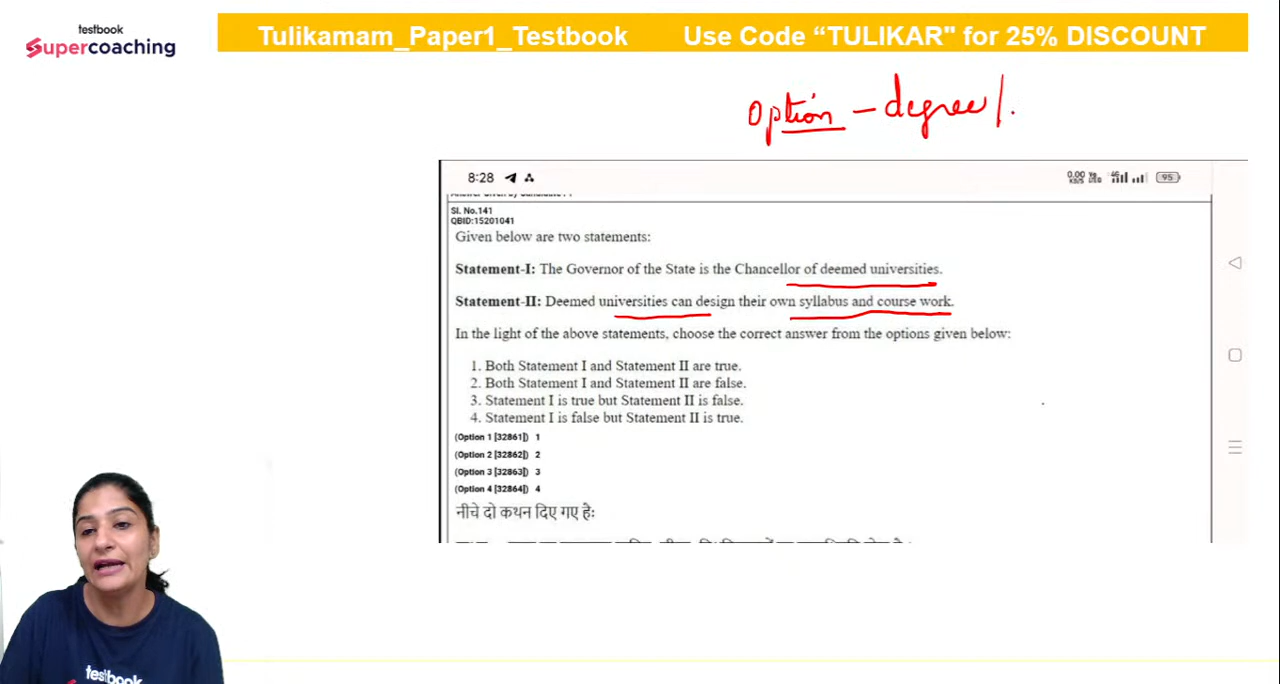 testbook
Supercoaching
Tulikamam_Paper1_Testbook Use Code “TULIKAR" for 25% DISCOUNT
option - degree
8:28
95
Sl. No.141
QBID:15201041
Given below are two statements:
Statement-I: The Governor of the State is the Chancellor of deemed universities.
Statement-II: Deemed universities can design their own syllabus and course work.
In the light of the above statements, choose the correct answer from the options given below:
1. Both Statement I and Statement II are true.
2. Both Statement I and Statement II are false.
3. Statement I is true but Statement II is false.
4. Statement I is false but Statement II is true.
(Option 1 [32861]) 1
(Option 2 [32862]) 2
(Option 3 [32863]) 3
(Option 4 [32864]) 4
नीचे दो कथन दिए गए है:
testbook